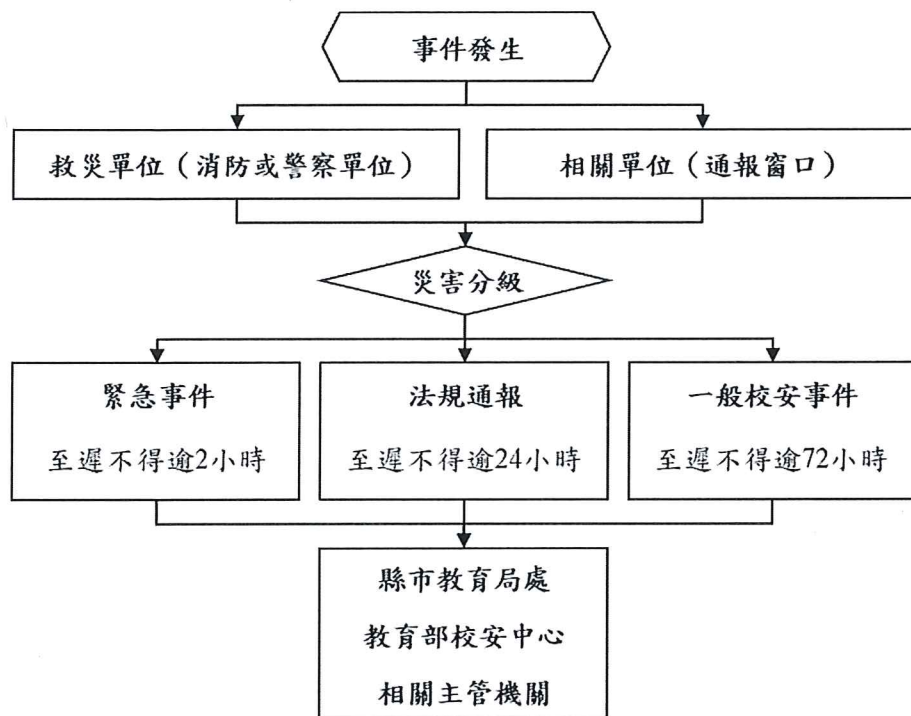 事件發生
救災單位（消防或警察單位）
相關單位（通報窗口）
災害分級
緊急事件
至遲不得逾2小時
法規通報
至遲不得逾24小時
一般校安事件
至遲不得逾72小時
縣市教育局處
教育部校安中心
相關主管機關